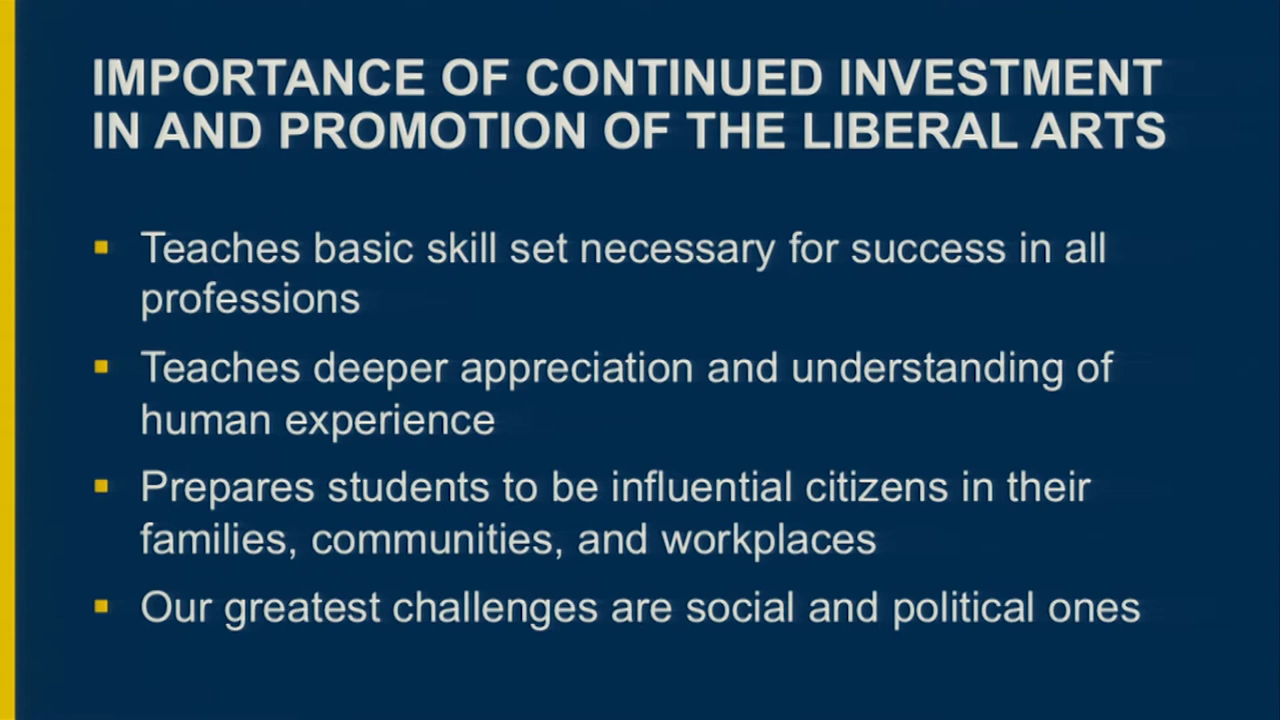 IMPORTANCE OF CONTINUED INVESTMENT
IN AND PROMOTION OF THE LIBERAL ARTS
Teaches basic skill set necessary for success in all
professions
Teaches deeper appreciation and understanding of
human experience
Prepares students to be influential citizens in their
families, communities, and workplaces
Our greatest challenges are social and political ones